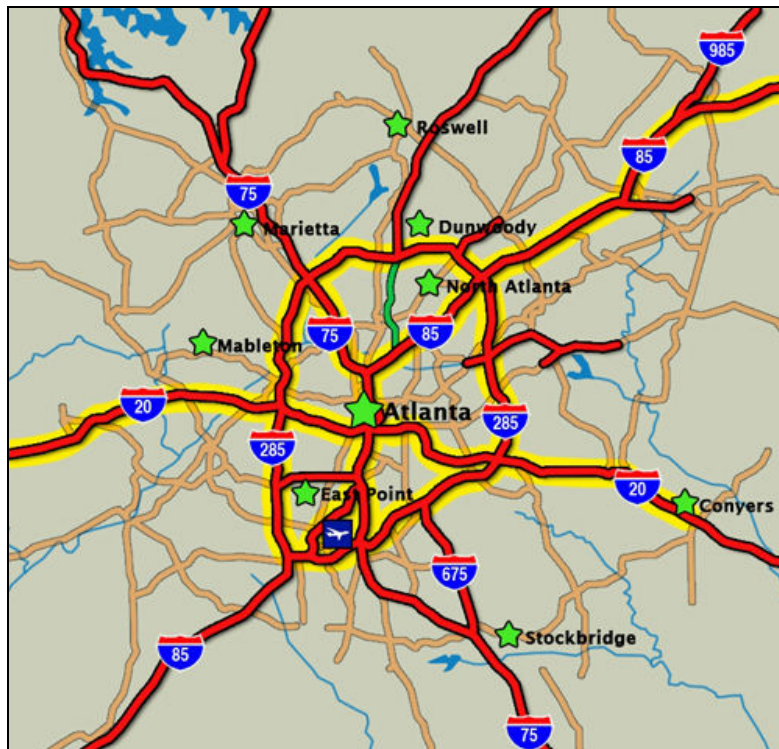 985
Roswell
85
75
Marietta
Dunwoody
North Atlanta
75
85
Mableton
20
Atlanta
285
285
East Point
20
Conyers
675
Stockbridge
85
75